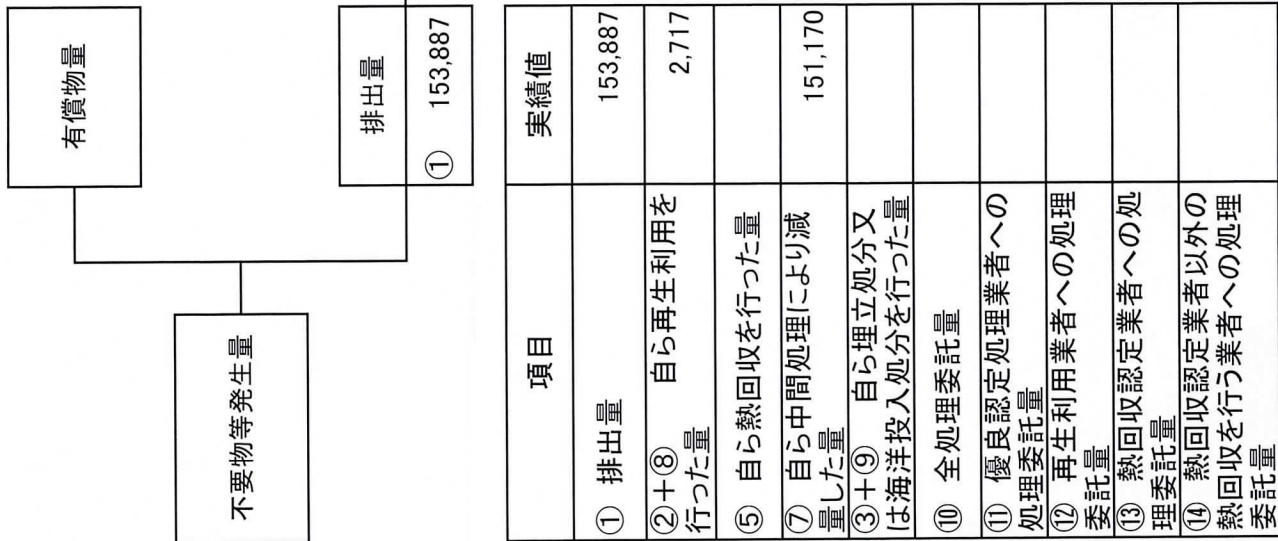 不要物等発生量
有償物量
排出量
① 153,887
項目 実績値
① 排出量 153,887
②+⑧ 自ら再生利用を
行った量 2,717
⑤ 自ら熱回収を行った量
⑦ 自ら中間処理により減
量した量 151,170
③+⑨ 自ら埋立処分又
は海洋投入処分を行った量
⑩ 全処理委託量
⑪ 優良認定処理業者への
処理委託量
⑫ 再生利用業者への処理
委託量
⑬ 熱回収認定業者への処
理委託量
⑭ 熱回収認定業者以外の
熱回収を行う業者への処理
委託量